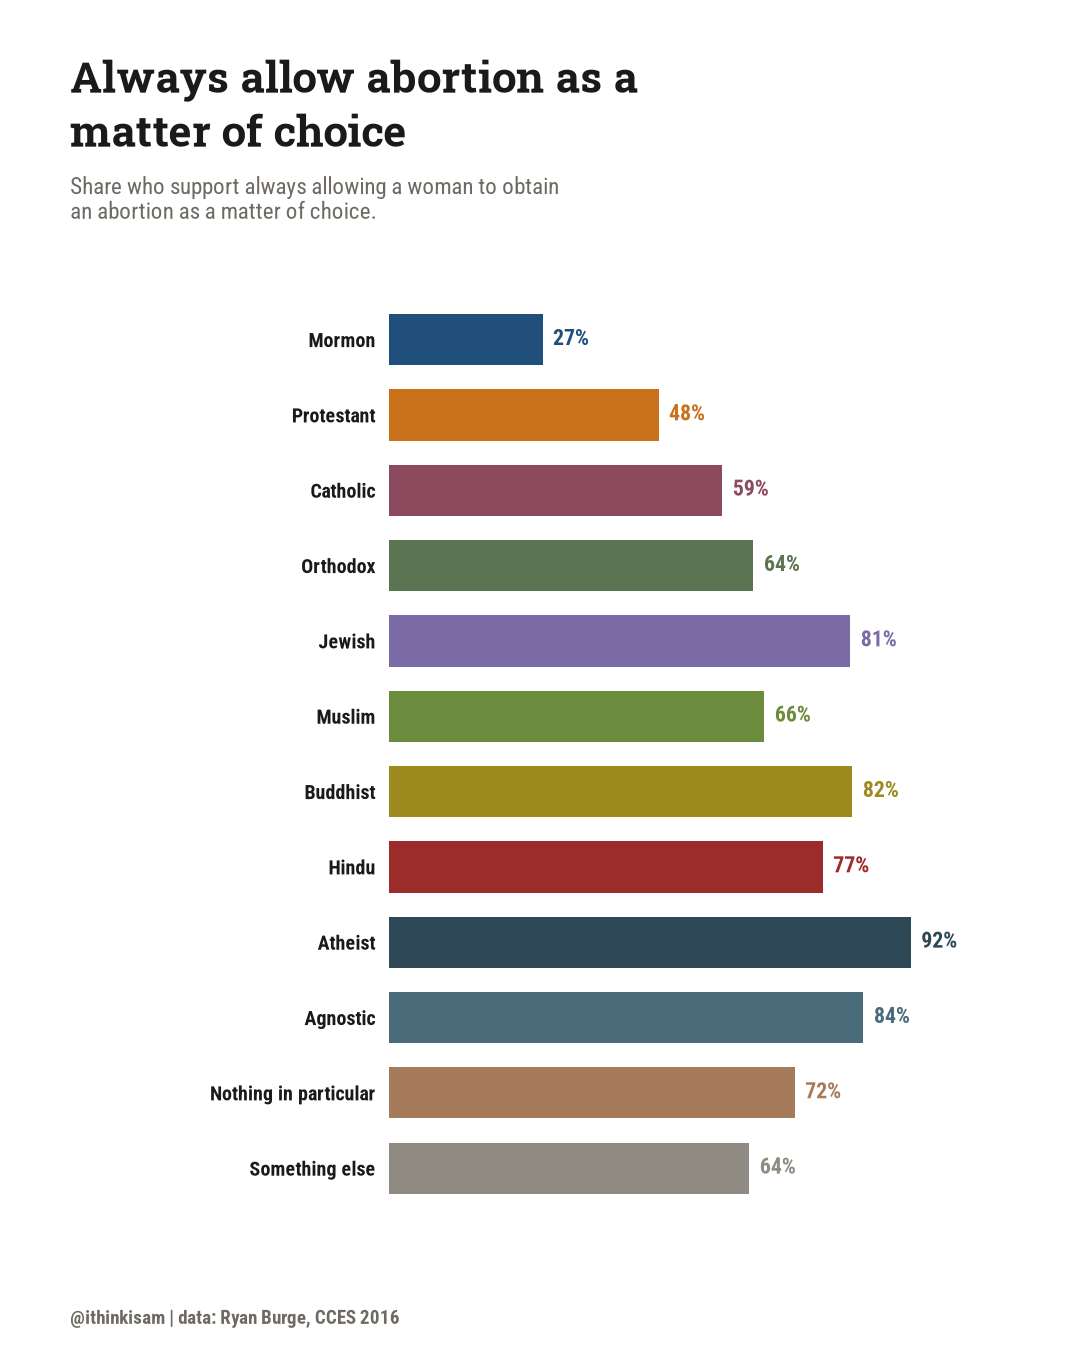 Always allow abortion as a
matter of choice
Share who support always allowing a woman to obtain
an abortion as a matter of choice.
Mormon 27%
Protestant 48%
Catholic 59%
Orthodox 64%
Jewish 81%
Muslim 66%
Buddhist 82%
Hindu 77%
Atheist 92%
Agnostic 84%
Nothing in particular 72%
Something else 64%
@ithinkisam | data: Ryan Burge, CCES 2016